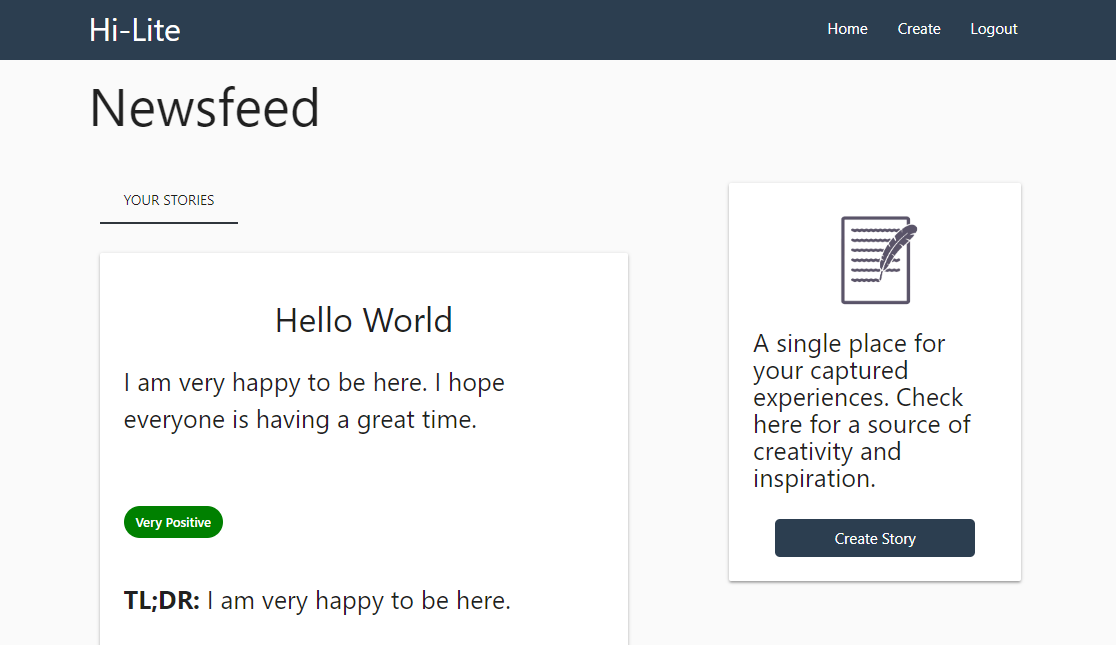 Hi-Lite
Home Create Logout
Newsfeed
YOUR STORIES
Hello World
I am very happy to be here. I hope
everyone is having a great time.
Very Positive
TL;DR: I am very happy to be here.
A single place for
your captured
experiences. Check
here for a source of
creativity and
inspiration.
Create Story